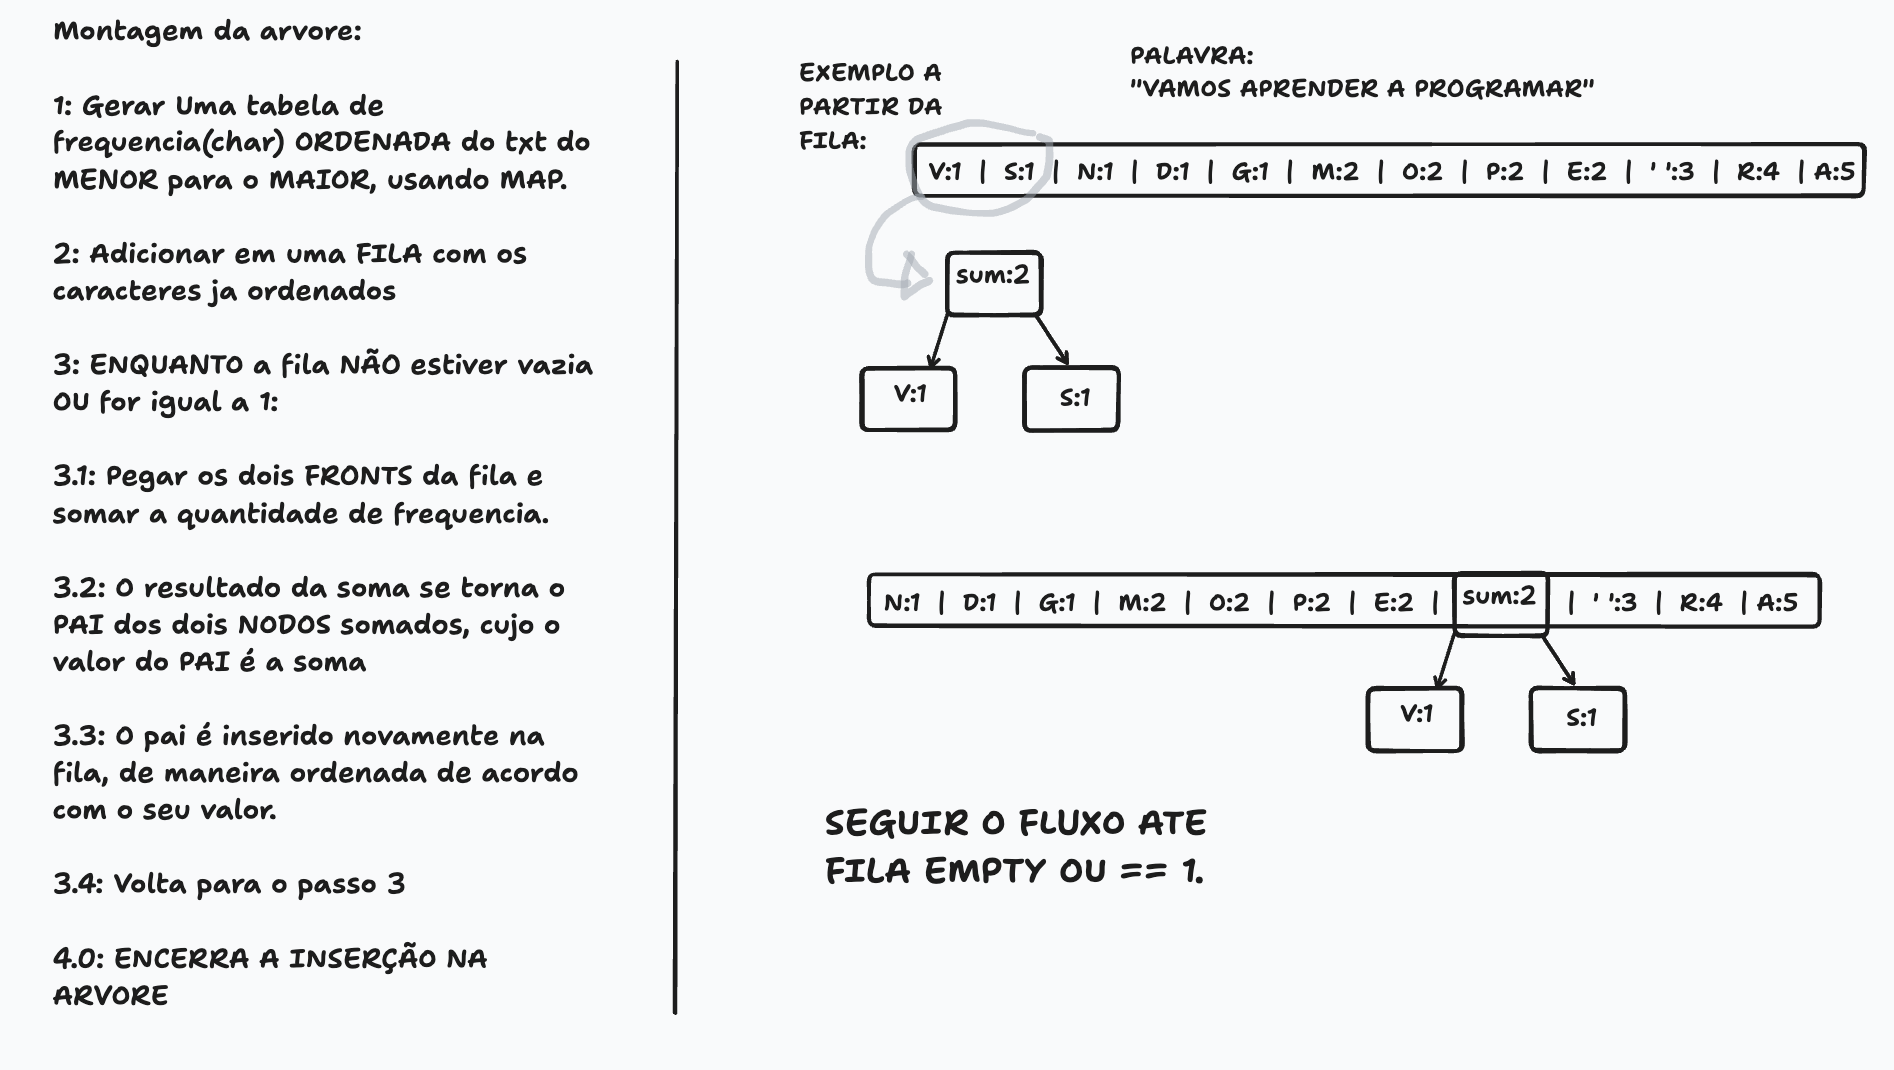 Montagem da arvore:
1: Gerar Uma tabela de
frequencia(char) ORDENADA do txt do
MENOR para o MAIOR, usando MAP.
2: Adicionar em uma FILA com os
caracteres ja ordenados
3: ENQUANTO a fila NÃO estiver vazia
OU for igual a 1:
3.1: Pegar os dois FRONTS da fila e
somar a quantidade de frequencia.
3.2: O resultado da soma se torna o
PAI dos dois NODOS somados, cujo o
valor do PAI é a soma
3.3: O pai é inserido novamente na
fila, de maneira ordenada de acordo
com o seu valor.
3.4: Volta para o passo 3
4.0: ENCERRA A INSERÇÃO NA
ARVORE
EXEMPLO A
PARTIR DA
FILA:
PALAVRA:
"VAMOS APRENDER A PROGRAMAR"
V:1 | S:1 | N:1 | D:1 | G:1 | M:2 | O:2 | P:2 | E:2 | ' ':3 | R:4 | A:5
sum:2
V:1
S:1
N:1 | D:1 | G:1 | M:2 | O:2 | P:2 | E:2 | sum:2 | ' ':3 | R:4 | A:5
V:1
S:1
SEGUIR O FLUXO ATE
FILA EMPTY OU == 1.